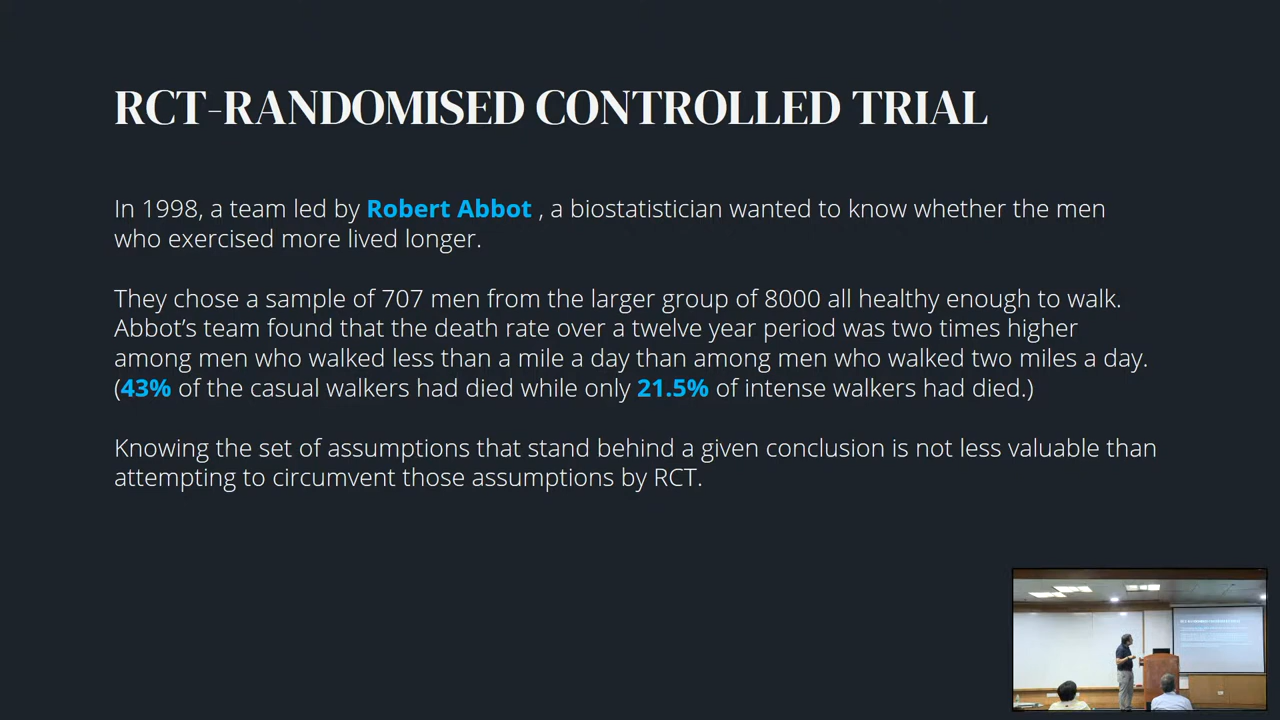 RCT-RANDOMISED CONTROLLED TRIAL
In 1998, a team led by Robert Abbot , a biostatistician wanted to know whether the men
who exercised more lived longer.
They chose a sample of 707 men from the larger group of 8000 all healthy enough to walk.
Abbot's team found that the death rate over a twelve year period was two times higher
among men who walked less than a mile a day than among men who walked two miles a day.
(43% of the casual walkers had died while only 21.5% of intense walkers had died.)
Knowing the set of assumptions that stand behind a given conclusion is not less valuable than
attempting to circumvent those assumptions by RCT.